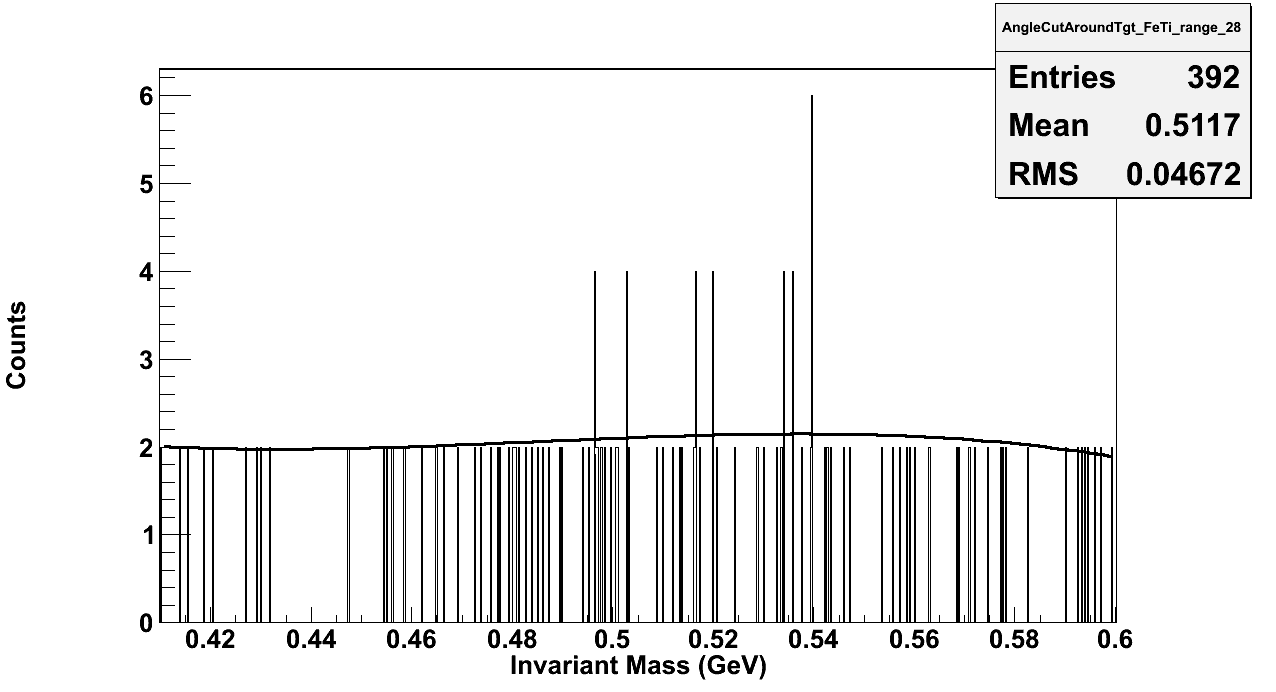 AngleCutAroundTgt_FeTi_range_28
Entries 392
Mean 0.5117
RMS 0.04672
Counts
6
5
4
3
2
1
0
0.42 0.44 0.46 0.48 0.5 0.52 0.54 0.56 0.58 0.6
Invariant Mass (GeV)